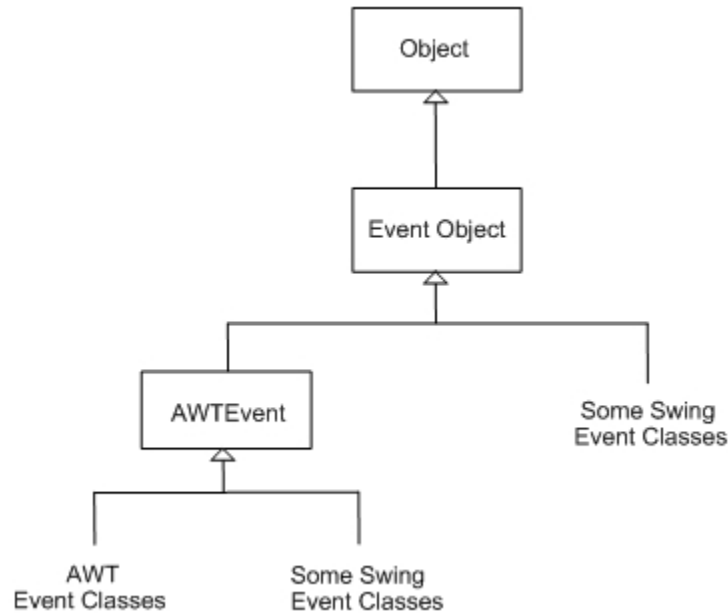 Object
Event Object
AWTEvent
Some Swing
Event Classes
AWT
Event Classes
Some Swing
Event Classes